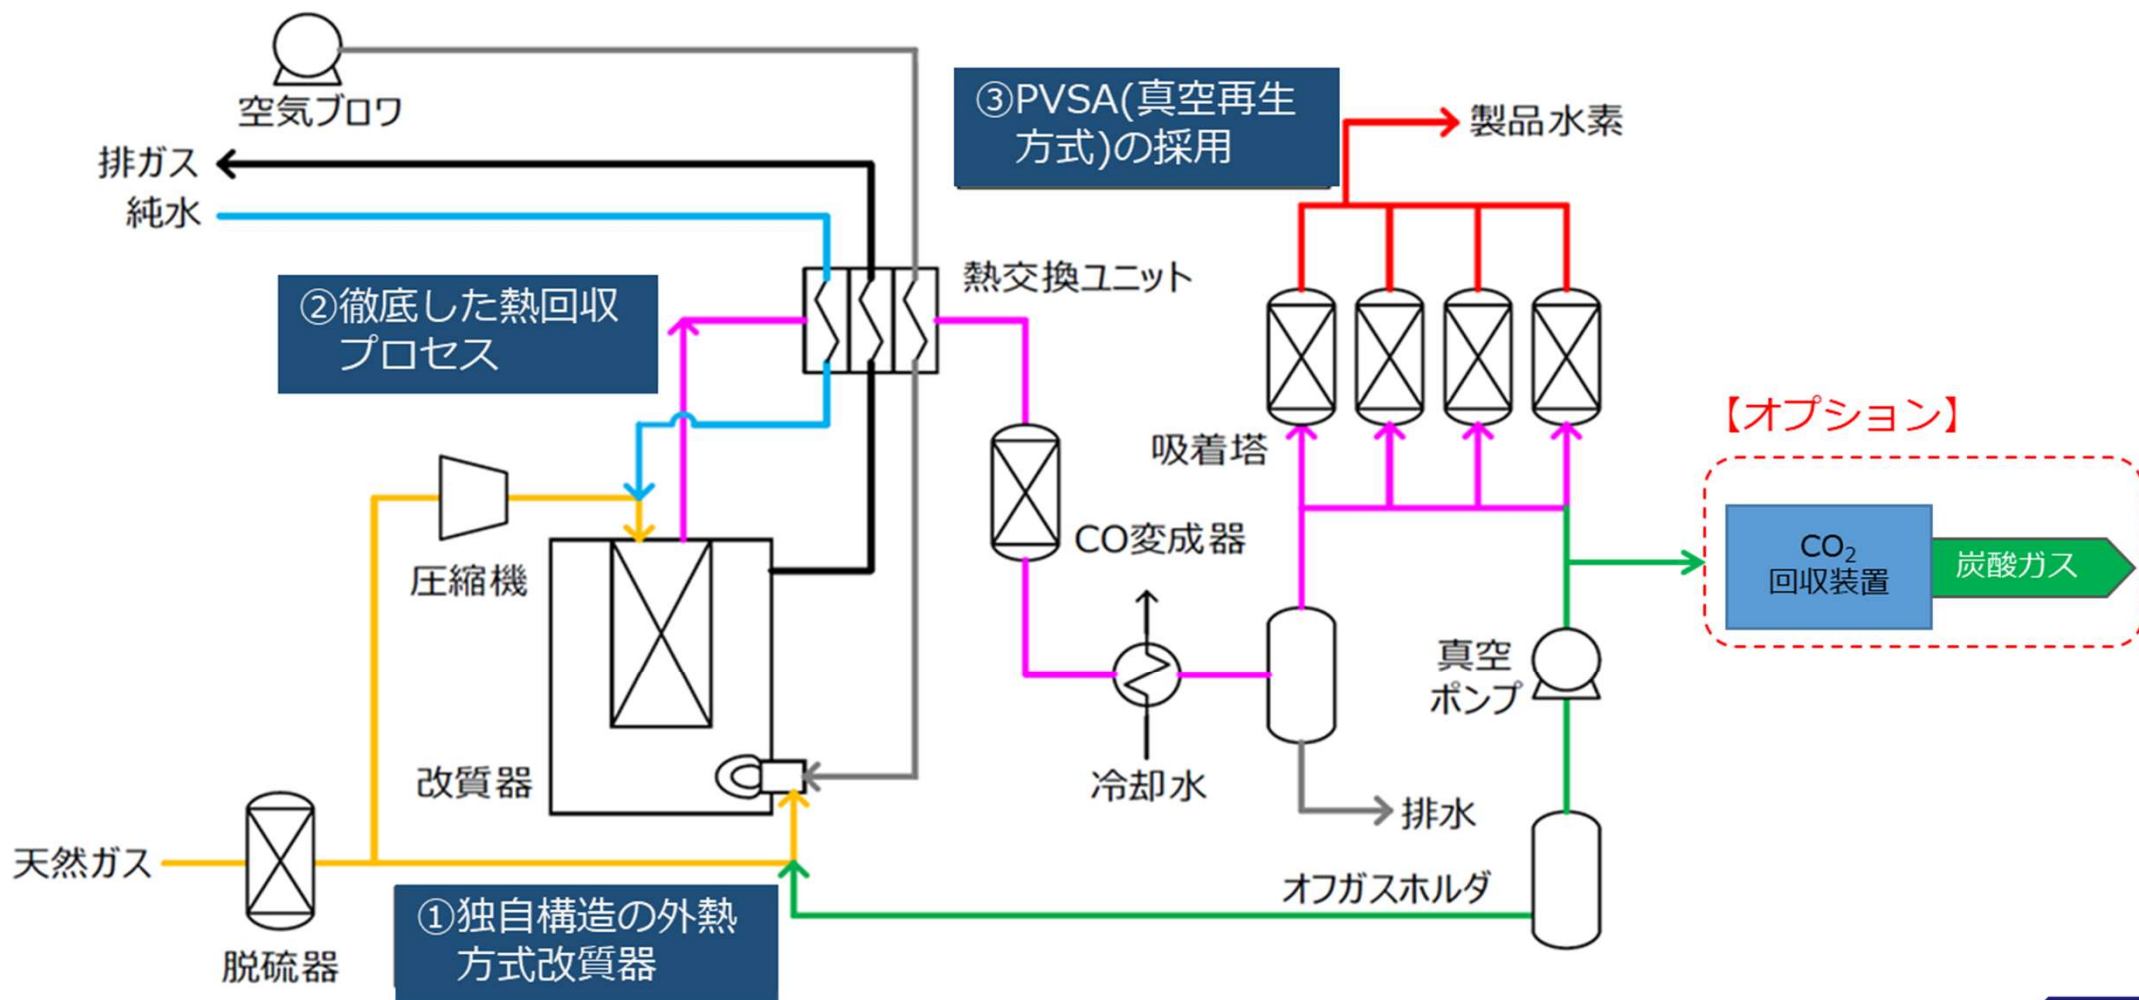 空気ブロワ
排ガス
純水
③PVSA(真空再生
方式)の採用
製品水素
②徹底した熱回収
プロセス
熱交換ユニット
吸着塔
【オプション】
圧縮機
CO変成器
CO₂
回収装置
炭酸ガス
真空
ポンプ
改質器
冷却水
排水
天然ガス
オフガスホルダ
①独自構造の外熱
方式改質器
脱硫器